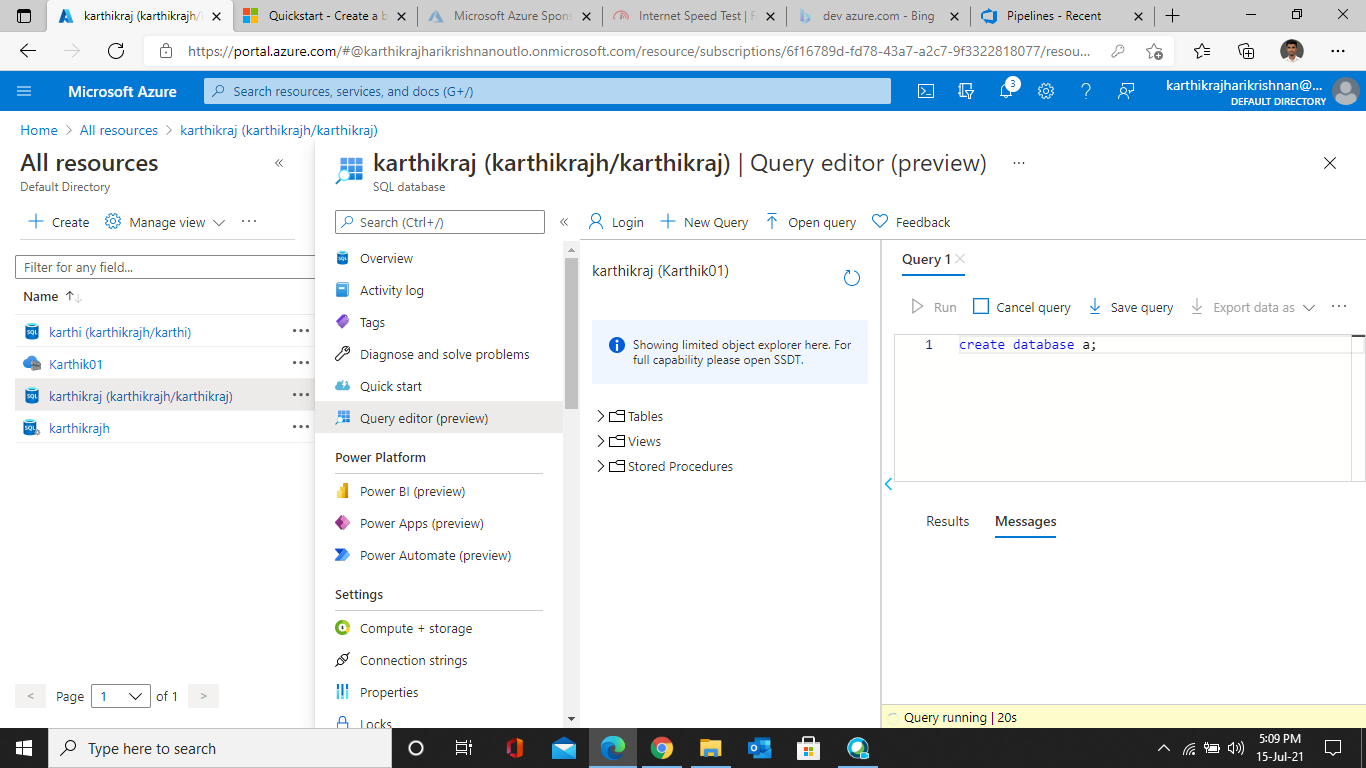 karthikraj (karthikrajh/
Quickstart - Create a b
Microsoft Azure Spons
Internet Speed Test | F
dev azure.com - Bing
Pipelines - Recent
https://portal.azure.com/#@karthikrajharikrishnanoutlo.onmicrosoft.com/resource/subscriptions/6f16789d-fd78-43a7-a2c7-9f3322818077/resou...
Microsoft Azure
Search resources, services, and docs (G+/)
3
karthikrajharikrishnan@...
DEFAULT DIRECTORY
Home > All resources > karthikraj (karthikrajh/karthikraj)
All resources
Default Directory
Create
Manage view
Filter for any field...
Name
karthi (karthikrajh/karthi)
Karthik01
karthikraj (karthikrajh/karthikraj)
karthikrajh
< Page 1 of 1 >
karthikraj (karthikrajh/karthikraj) | Query editor (preview)
SQL database
Search (Ctrl+/)
Overview
Activity log
Tags
Diagnose and solve problems
Quick start
Query editor (preview)
Power Platform
Power BI (preview)
Power Apps (preview)
Power Automate (preview)
Settings
Compute + storage
Connection strings
Properties
Locks
Login
New Query
Open query
Feedback
karthikraj (Karthik01)
Showing limited object explorer here. For
full capability please open SSDT.
Tables
Views
Stored Procedures
Query 1
Run
Cancel query
Save query
Export data as
1 create database a;
Results
Messages
Query running | 20s
Type here to search
5:09 PM
15-Jul-21